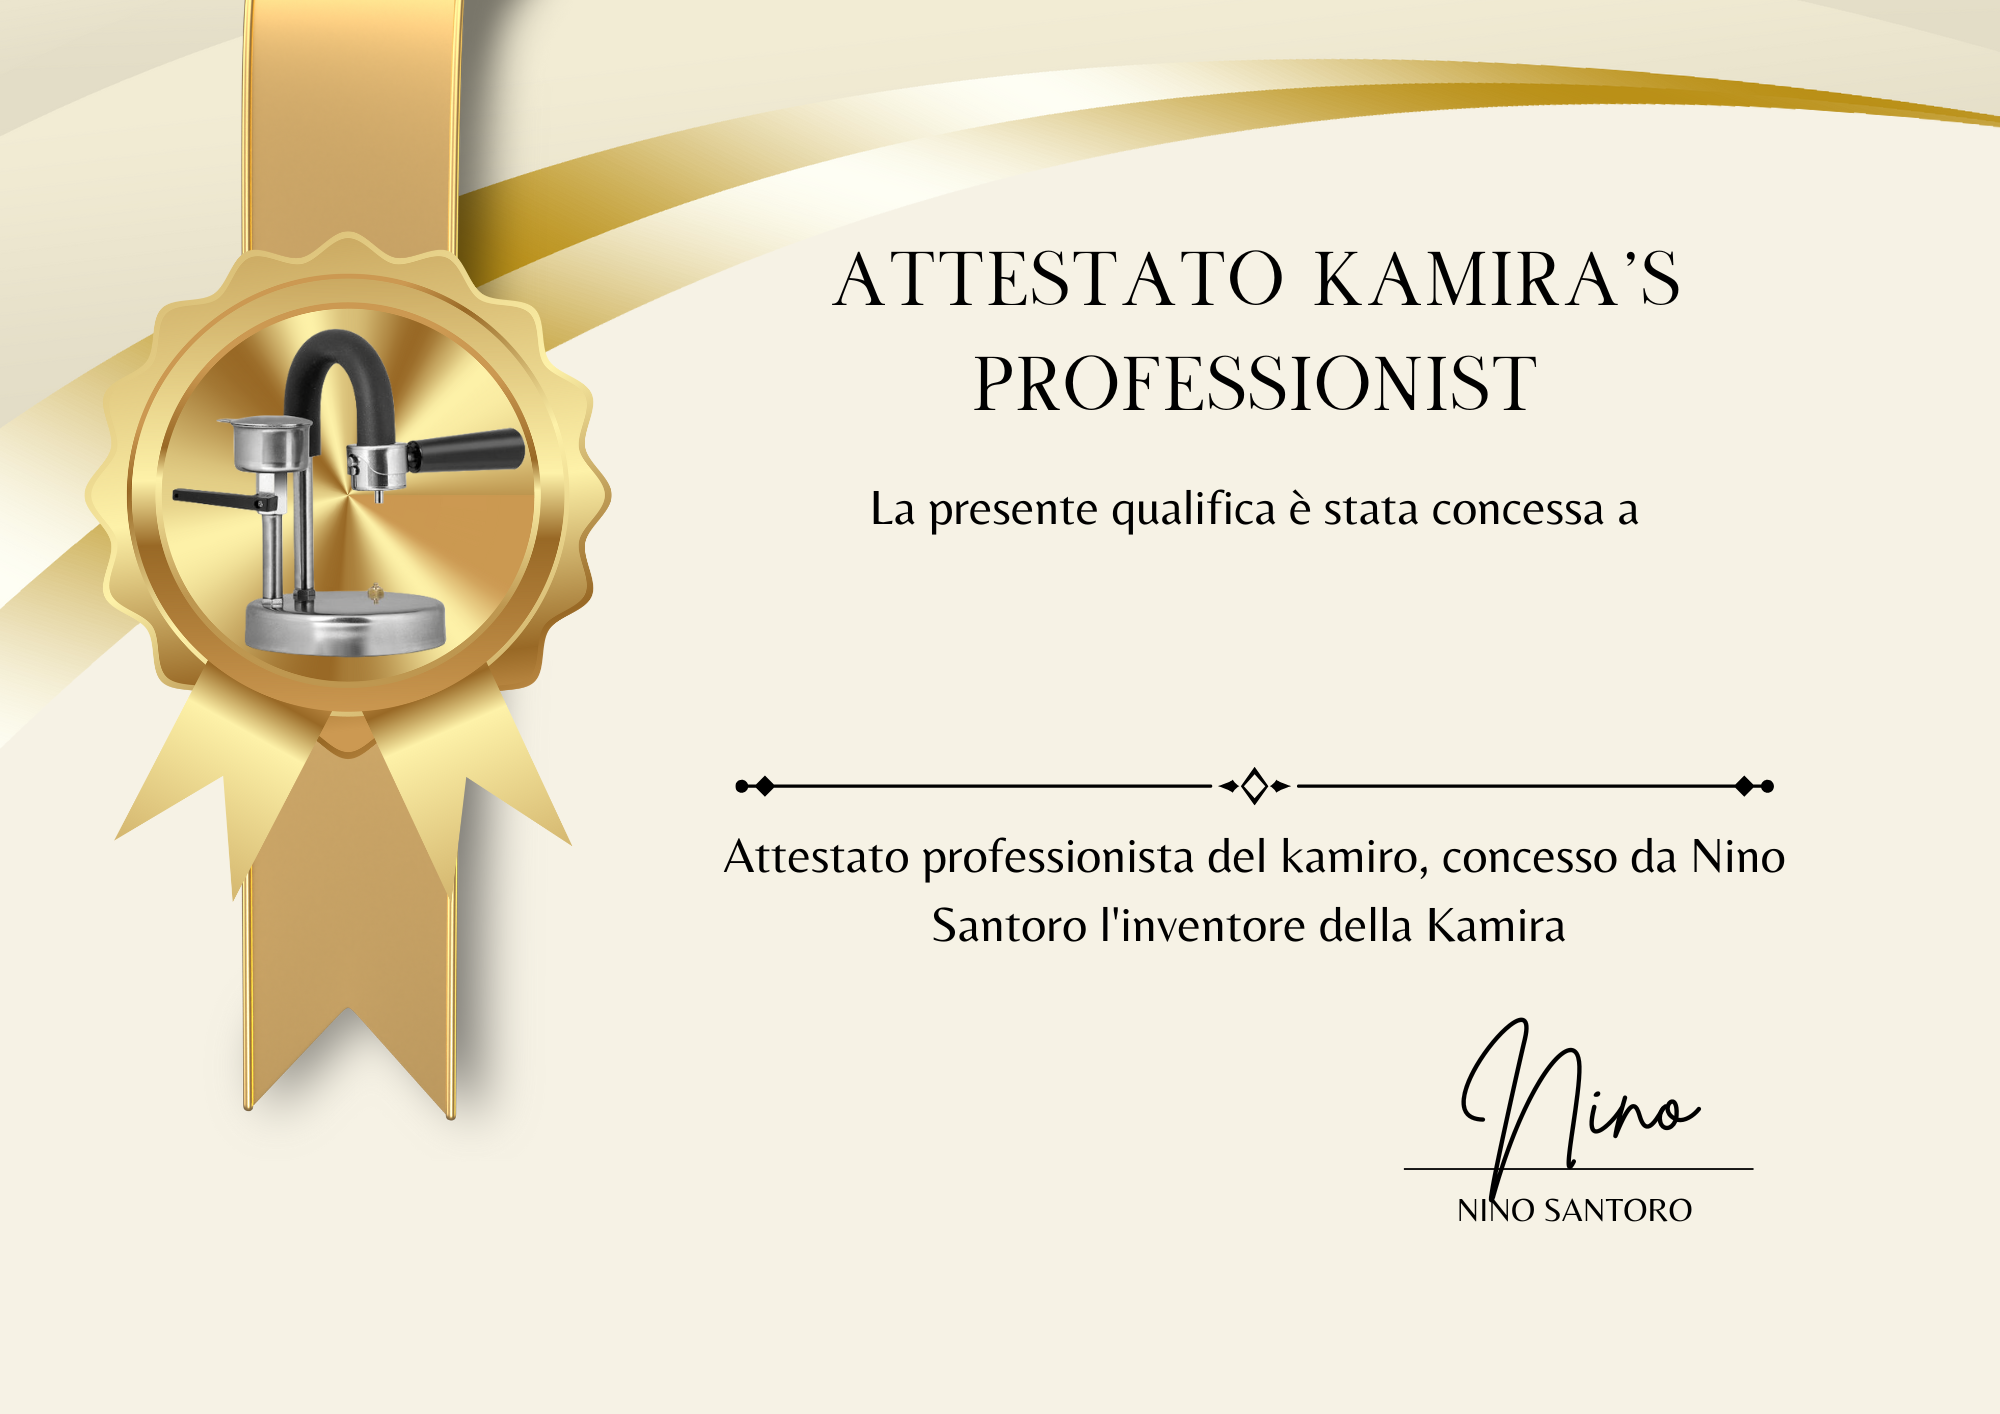 ATTESTATO KAMIRA’S
PROFESSIONIST
La presente qualifica è stata concessa a
Attestato professionista del kamiro, concesso da Nino
Santoro l'inventore della Kamira
Nino
NINO SANTORO